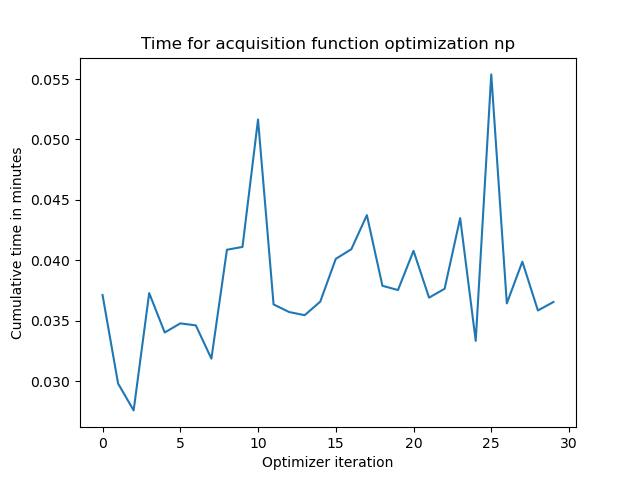 Time for acquisition function optimization np
0.055
0.050
0.045
0.040
0.035
0.030
Cumulative time in minutes
0 5 10 15 20 25 30
Optimizer iteration